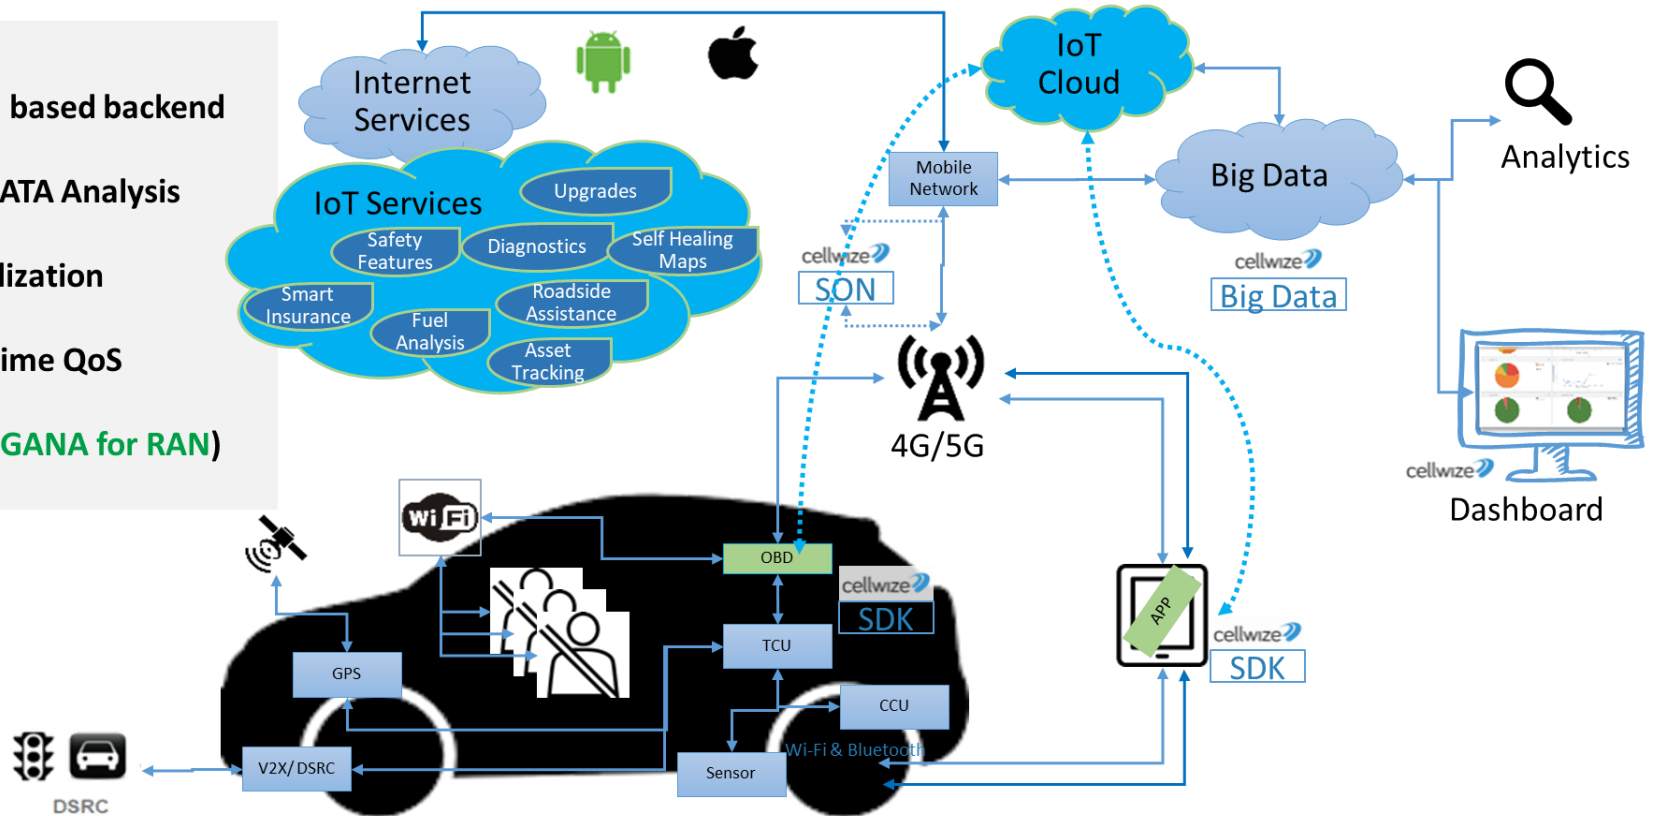 based backend
ATA Analysis
lization
ime QoS
GANA for RAN)
Internet
Services
IoT Services
Upgrades
Safety
Features
Diagnostics
Self Healing
Maps
Smart
Insurance
Roadside
Assistance
Fuel
Analysis
Asset
Tracking
IoT
Cloud
Mobile
Network
Big Data
Analytics
cellwize
SON
cellwize
Big Data
4G/5G
cellwize
Dashboard
WiFi
OBD
cellwize
SDK
TCU
GPS
CCU
Wi-Fi & Bluetooth
Sensor
V2X/DSRC
DSRC
APP
cellwize
SDK